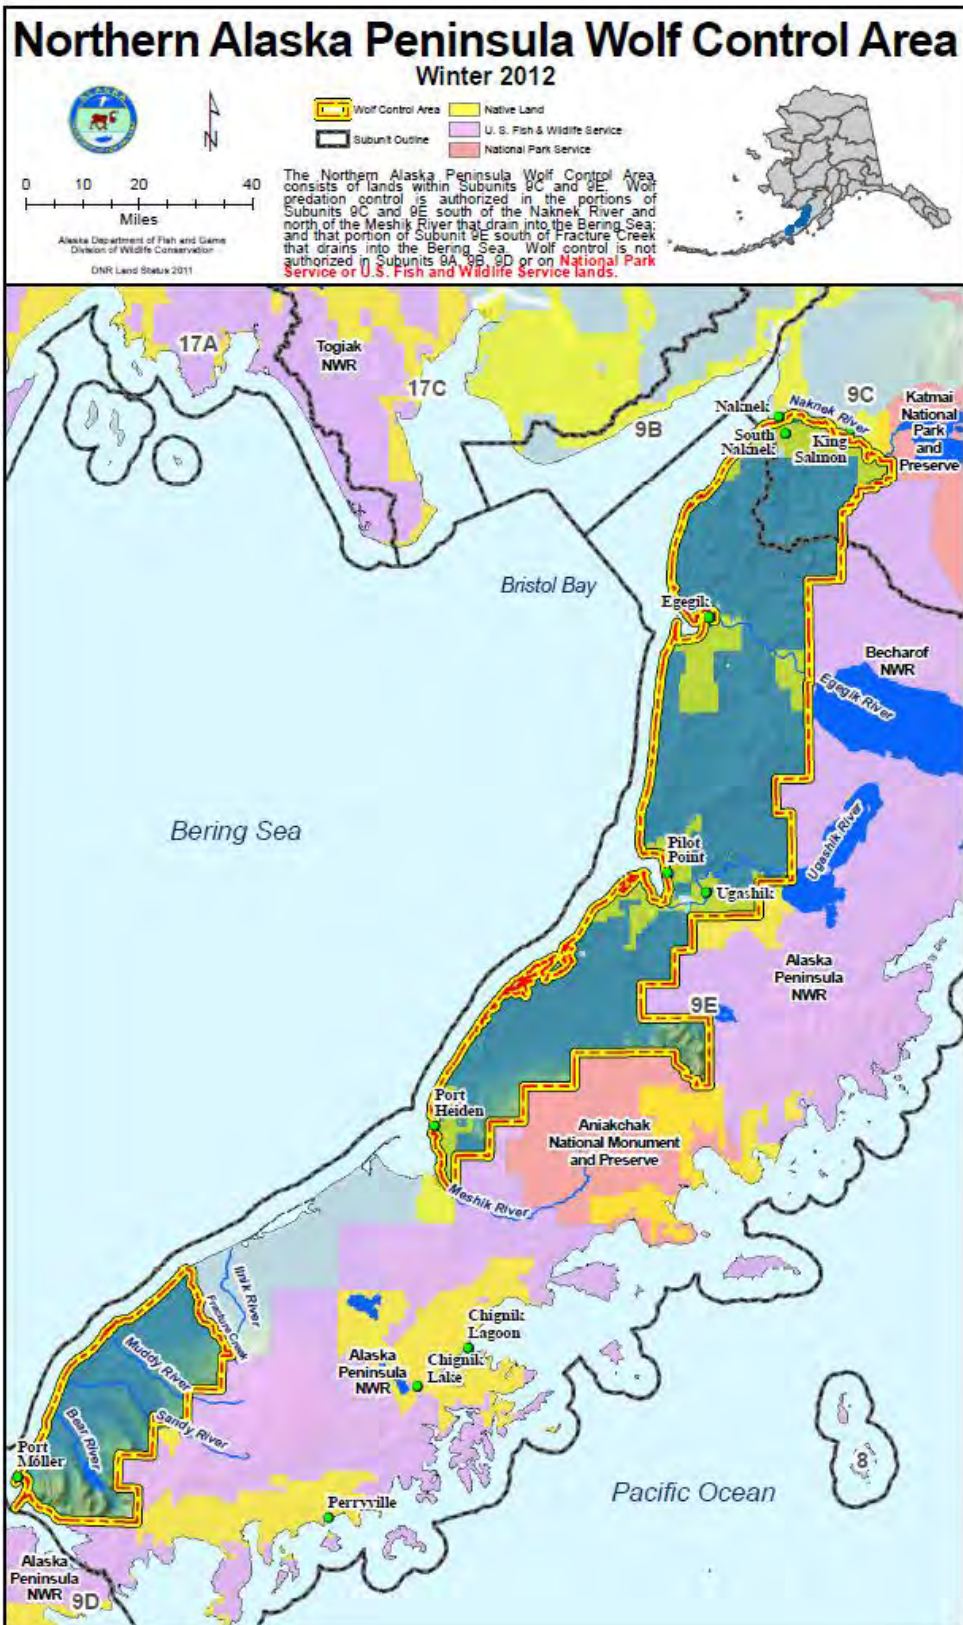 Northern Alaska Peninsula Wolf Control Area
Winter 2012
ALASKA
N
Wolf Control Area
Native Land
Subunit Outline
U. S. Fish & Wildlife Service
National Park Service
0 10 20 40
Miles
Alaska Department of Fish and Game
Division of Wildlife Conservation
DNR Land Status 2011
The Northern Alaska Peninsula Wolf Control Area
consists of lands within Subunits 9C and 9E. Wolf
predation control is authorized in the portions of
Subunits 9C and 9E south of the Naknek River and
north of the Meshik River that drain into the Bering Sea;
and that portion of Subunit 9E south of Fracture Creek
that drains into the Bering Sea. Wolf control is not
authorized in Subunits 9A, 9B, 9D or on National Park
Service or U.S. Fish and Wildlife Service lands.
17A
Togiak
NWR
17C
9B
9C
Naknek River
Naknek
South
Naknek
King
Salmon
Katmai
National
Park
and
Preserve
Bristol Bay
Egegik
Becharof
NWR
Egegik River
Bering Sea
Pilot
Point
Ugashik River
Ugashik
Alaska
Peninsula
NWR
9E
Port
Heiden
Aniakchak
National Monument
and Preserve
Meshik River
Ilnik River
Fracture Creek
Muddy River
Chignik
Lagoon
Alaska
Peninsula
NWR
Chignik
Lake
Bear River
Sandy River
Port
Moller
8
Pacific Ocean
Perryville
Alaska
Peninsula
NWR
9D